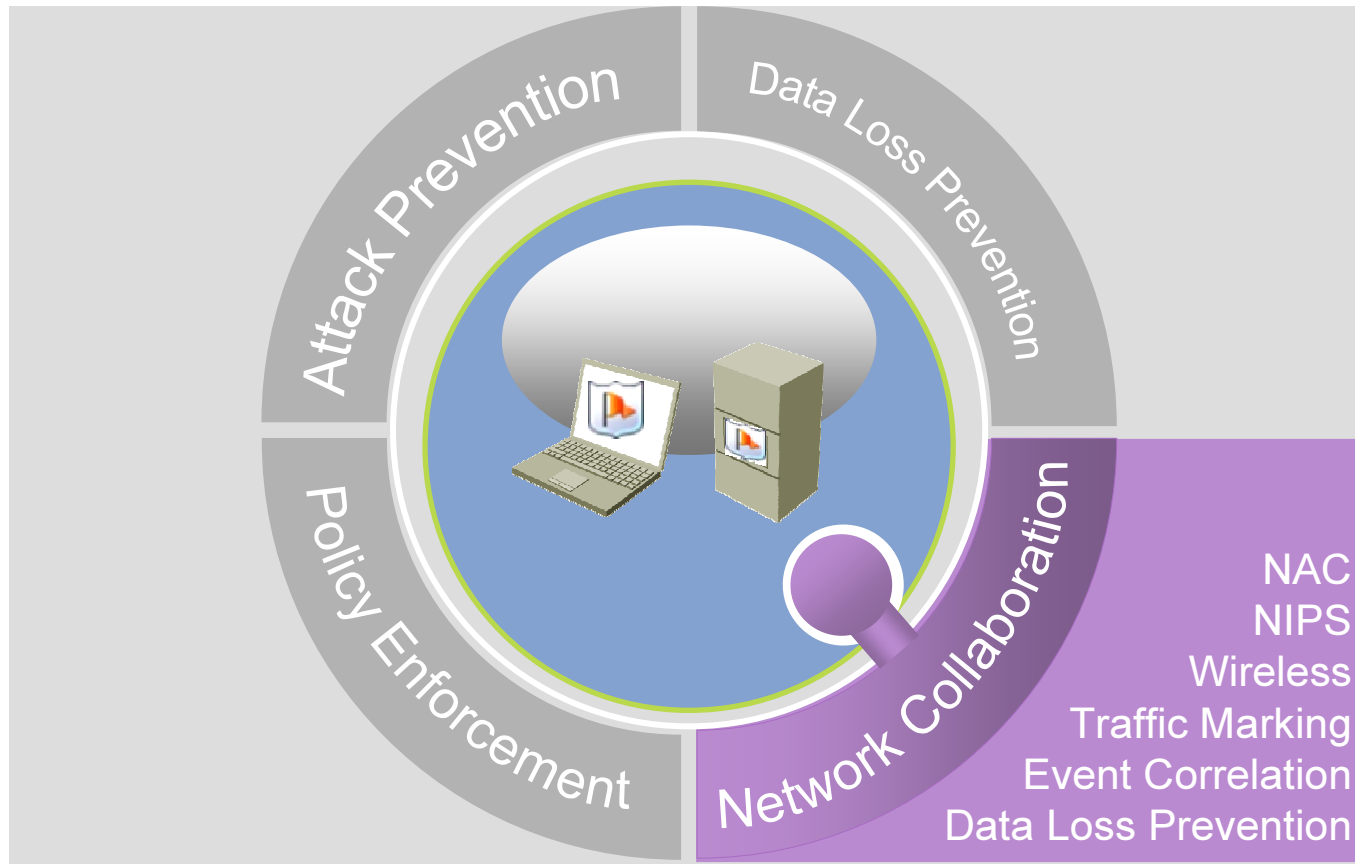 Attack Prevention
Data Loss Prevention
Policy Enforcement
Network Collaboration
NAC
NIPS
Wireless
Traffic Marking
Event Correlation
Data Loss Prevention